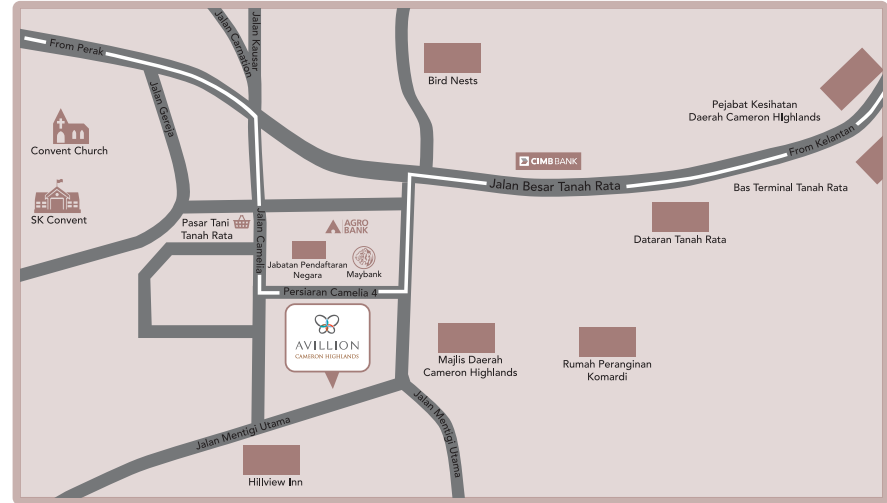 From Perak
Jalan Carnation
Jalan Kausar
Bird Nests
Jalan Gereja
Pejabat Kesihatan
Daerah Cameron Highlands
Convent Church
From Kelantan
CIMB BANK
Jalan Besar Tanah Rata
Bas Terminal Tanah Rata
SK Convent
Pasar Tani
Tanah Rata
Jalan Camelia
AGRO
BANK
Dataran Tanah Rata
Jabatan Pendaftaran
Negara
Maybank
Persiaran Camelia 4
AVILLION
CAMERON HIGHLANDS
Majlis Daerah
Cameron Highlands
Rumah Peranginan
Komardi
Jalan Mentigi Utama
Jalan Mentigi Utama
Hillview Inn